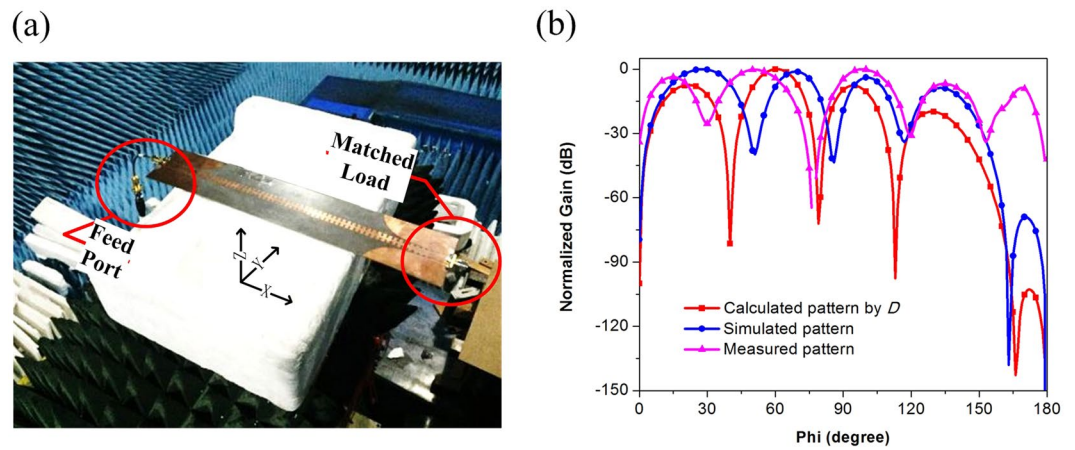 (a)
Matched
Load
Feed
Port
Z
Y
X
(b)
Normalized Gain (dB)
0
-30
-60
-90
-120
-150
Calculated pattern by D
Simulated pattern
Measured pattern
0 30 60 90 120 150 180
Phi (degree)